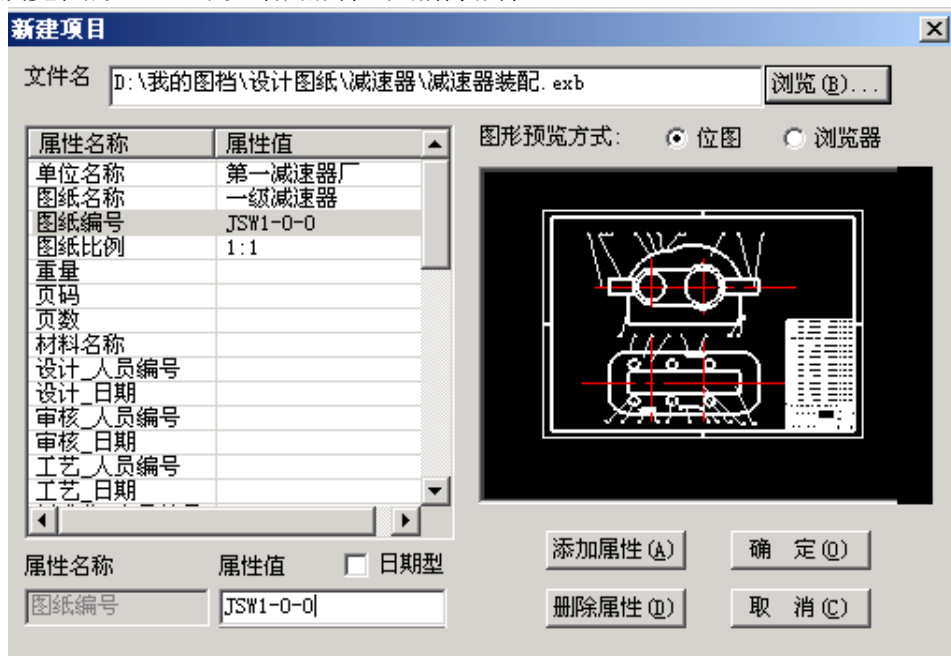 新建项目
文件名 D:\我的图档\设计图纸\减速器\减速器装配.exb 浏览(B)...
属性名称 属性值
单位名称 第一减速器厂
图纸名称 一级减速器
图纸编号 JSW1-0-0
图纸比例 1:1
重量
页码
页数
材料名称
设计_人员编号
设计_日期
审核_人员编号
审核_日期
工艺_人员编号
工艺_日期
图形预览方式: 位图 浏览器
属性名称 属性值 日期型
图纸编号 JSW1-0-0
添加属性(A) 确 定(O)
删除属性(D) 取 消(C)